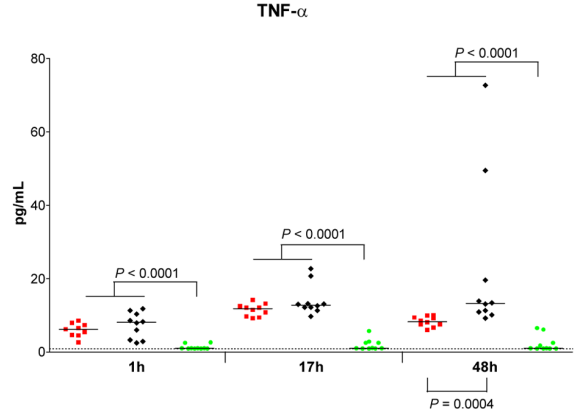 TNF-α
80
P < 0.0001
60
pg/mL
40
P < 0.0001
20
P < 0.0001
0
1h 17h 48h
P = 0.0004